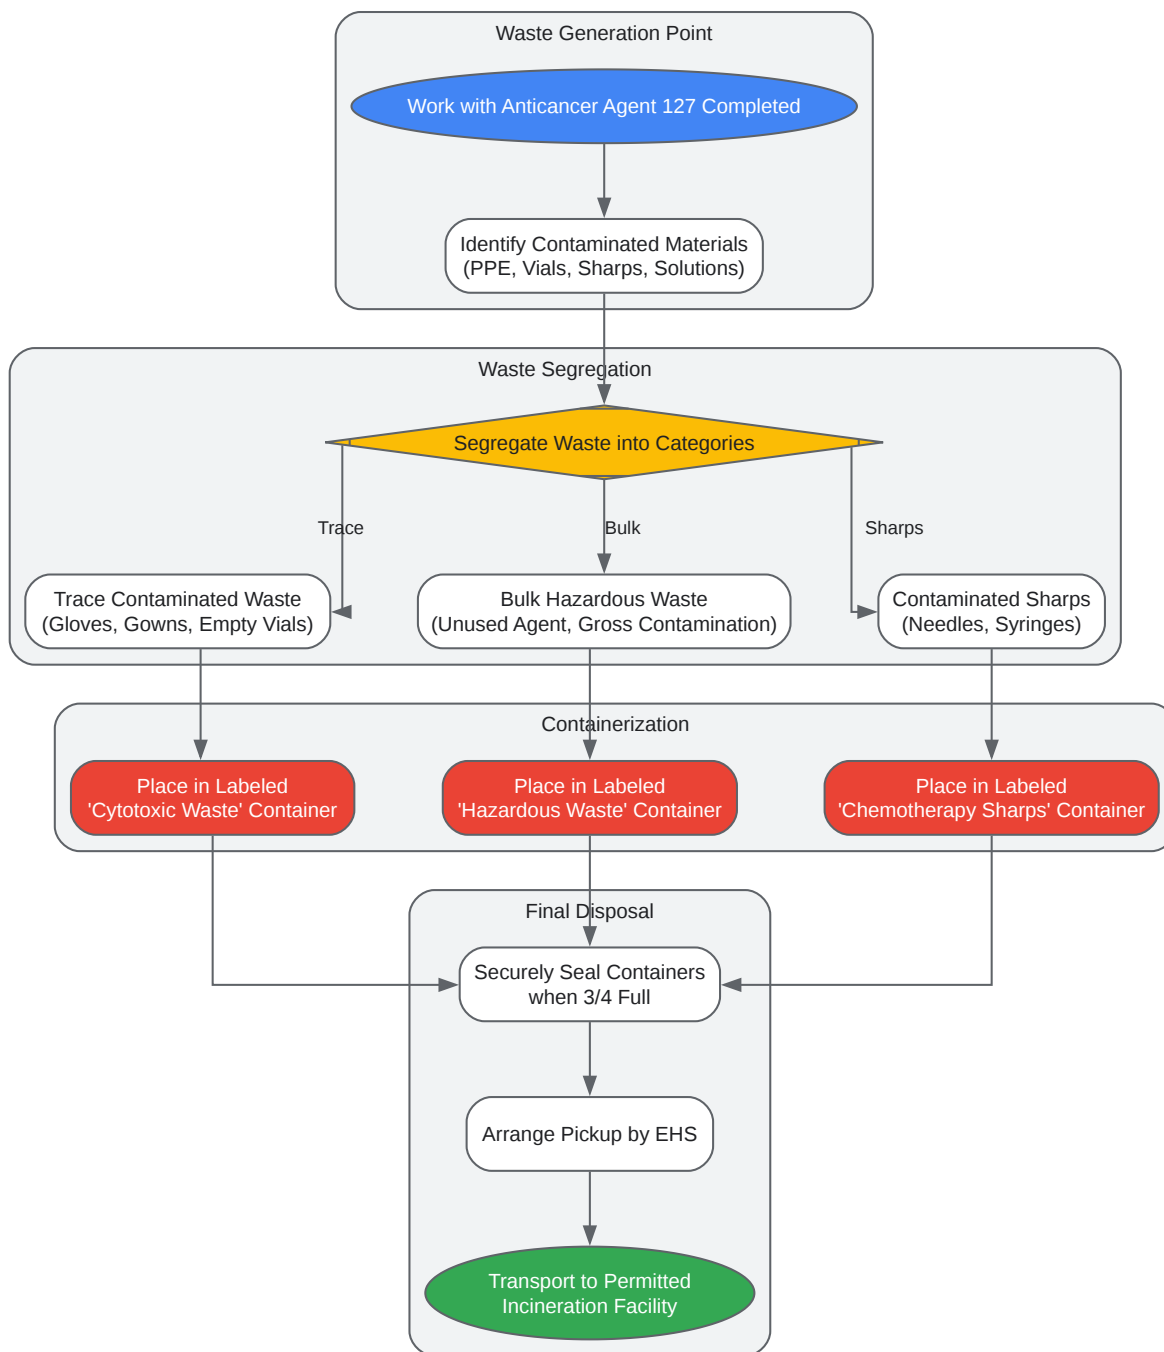 Waste Generation Point
Work with Anticancer Agent 127 Completed
Identify Contaminated Materials
(PPE, Vials, Sharps, Solutions)
Waste Segregation
Segregate Waste into Categories
Trace
Bulk
Sharps
Trace Contaminated Waste
(Gloves, Gowns, Empty Vials)
Bulk Hazardous Waste
(Unused Agent, Gross Contamination)
Contaminated Sharps
(Needles, Syringes)
Containerization
Place in Labeled
'Cytotoxic Waste' Container
Place in Labeled
'Hazardous Waste' Container
Place in Labeled
'Chemotherapy Sharps' Container
Final Disposal
Securely Seal Containers
when 3/4 Full
Arrange Pickup by EHS
Transport to Permitted
Incineration Facility